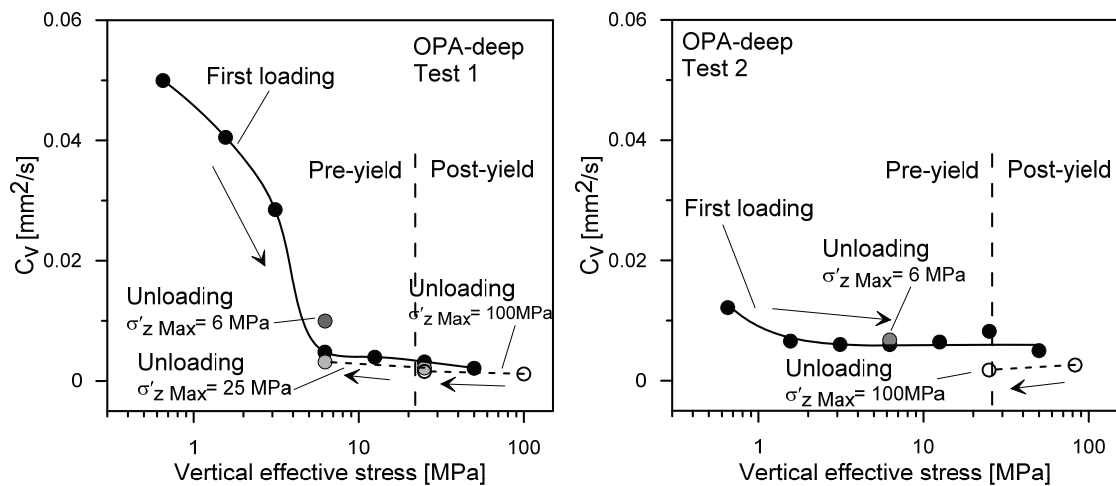 0.06
0.04
0.02
0
Cv [mm²/s]
OPA-deep
Test 1
First loading
Pre-yield
Post-yield
Unloading
σ'z Max= 6 MPa
Unloading
σ'z Max= 25 MPa
Unloading
σ'z Max= 100MPa
1
10
100
Vertical effective stress [MPa]
0.06
0.04
0.02
0
Cv [mm²/s]
OPA-deep
Test 2
Pre-yield
Post-yield
First loading
Unloading
σ'z Max= 6 MPa
Unloading
σ'z Max= 100MPa
1
10
100
Vertical effective stress [MPa]